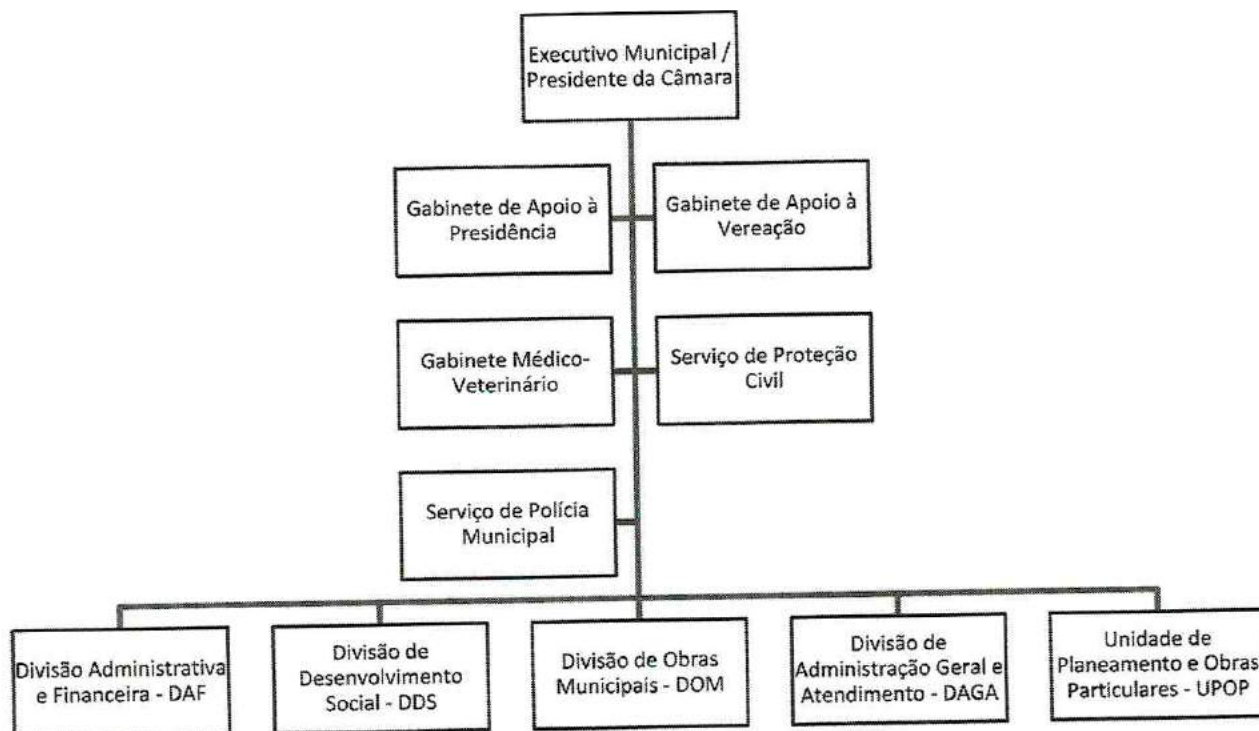 Executivo Municipal /
Presidente da Câmara
Gabinete de Apoio à
Presidência
Gabinete de Apoio à
Vereação
Gabinete Médico-
Veterinário
Serviço de Proteção
Civil
Serviço de Polícia
Municipal
Divisão Administrativa
e Financeira - DAF
Divisão de
Desenvolvimento
Social - DDS
Divisão de Obras
Municipais - DOM
Divisão de
Administração Geral e
Atendimento - DAGA
Unidade de
Planeamento e Obras
Particulares - UPOP